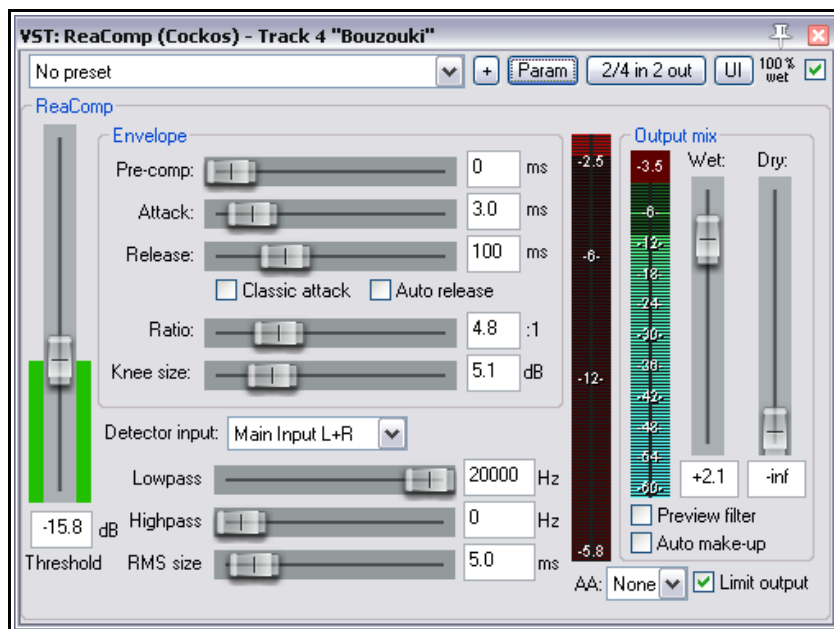 VST: ReaComp (Cockos) - Track 4 "Bouzouki"
No preset + Param 2/4 in 2 out UI 100% wet
ReaComp
Envelope
Pre-comp: 0 ms
Attack: 3.0 ms
Release: 100 ms
Classic attack Auto release
Ratio: 4.8 :1
Knee size: 5.1 dB
Detector input: Main Input L+R
Lowpass 20000 Hz
Highpass 0 Hz
RMS size 5.0 ms
-15.8 dB
Threshold
-2.5
-6-
-12-
-5.8
Output mix
Wet: Dry:
-3.5
-6-
-12-
-18-
-24-
-30-
-36-
-42-
-48-
-54-
-60-
+2.1 -inf
Preview filter
Auto make-up
AA: None Limit output